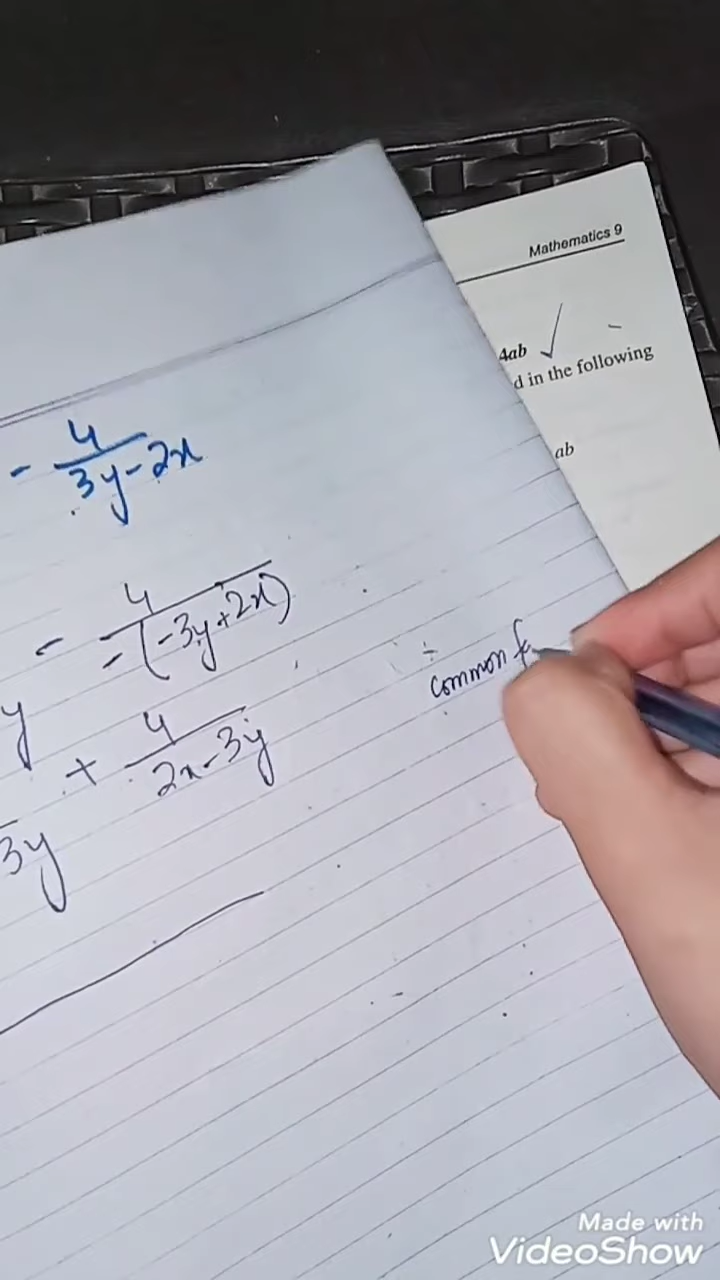 Mathematics 9
4ab ✓
d in the following
ab
- 4/(3y-2x)
- 4/-(-3y+2x)
y + 4/(2x-3y)
3y
÷
common f
Made with
VideoShow